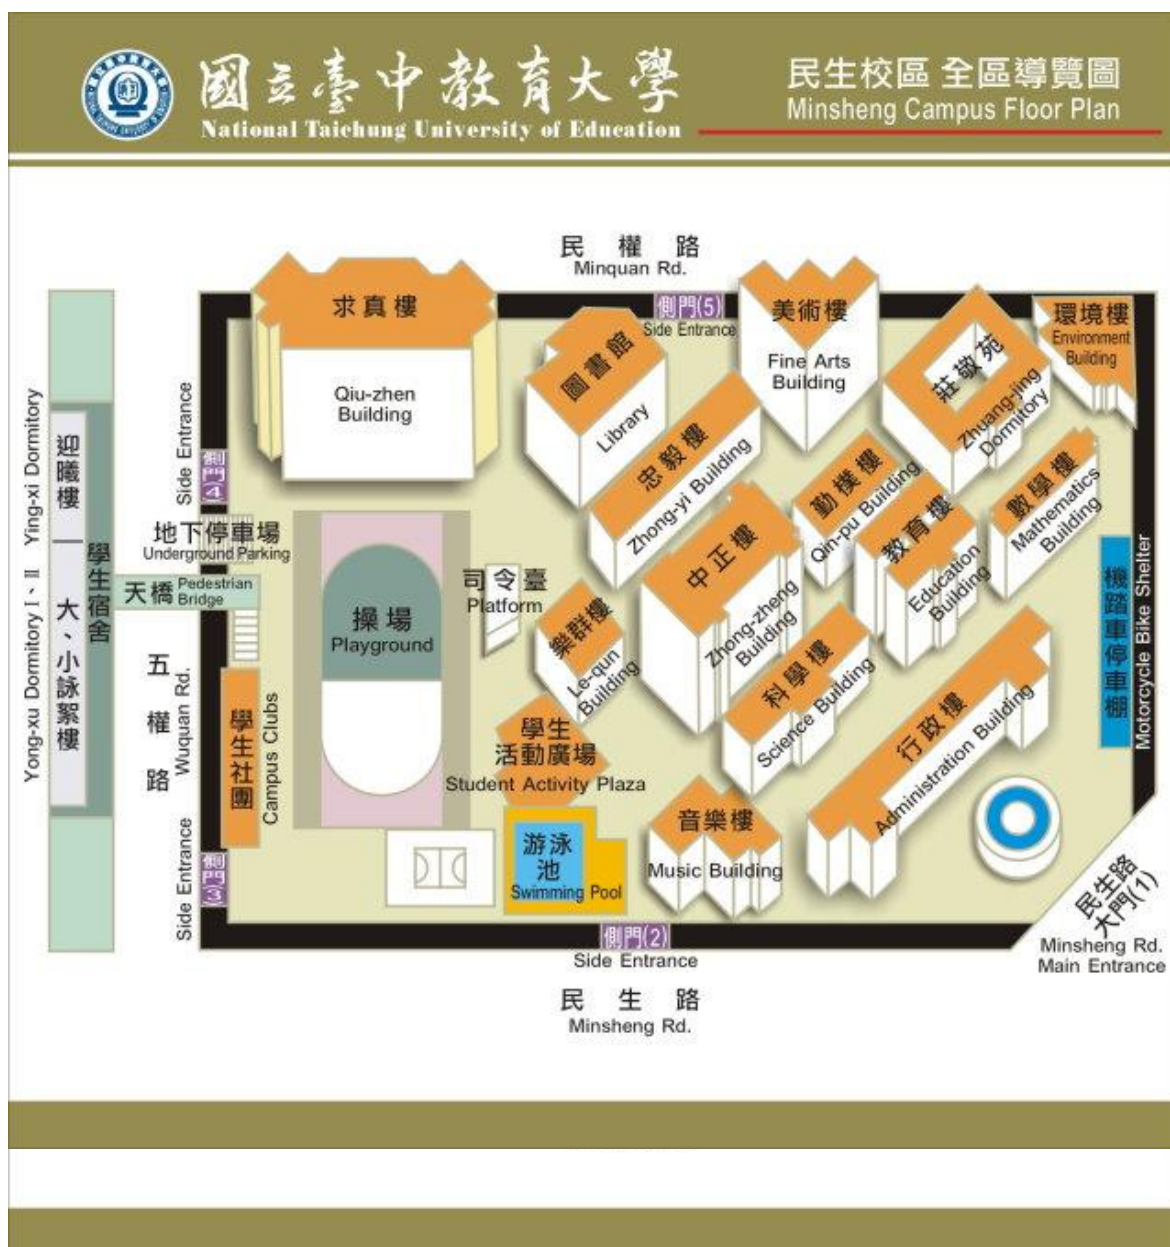 國立臺中教育大學
National Taichung University of Education
民生校區 全區導覽圖
Minsheng Campus Floor Plan
民權路
Minquan Rd.
側門(5)
Side Entrance
求真樓
Qiu-zhen
Building
圖書館
Library
美術樓
Fine Arts
Building
莊敬苑
Zhuang-jing
Dormitory
環境樓
Environment
Building
忠毅樓
Zhong-yi Building
勤樸樓
Qin-pu Building
教育樓
Education
Building
數學樓
Mathematics
Building
機踏車停車棚
Motorcycle Bike Shelter
中正樓
Zhong-zheng
Building
科學樓
Science Building
行政樓
Administration Building
樂群樓
Le-qun
Building
司令臺
Platform
操場
Playground
側門(4)
Side Entrance
地下停車場
Underground Parking
天橋
Pedestrian
Bridge
迎曦樓
Ying-xi Dormitory
大、小詠絮樓
Yong-xu Dormitory I、II
學生宿舍
五權路
Wuquan Rd.
學生社團
Campus Clubs
側門(3)
Side Entrance
學生
活動廣場
Student Activity Plaza
游泳
池
Swimming Pool
音樂樓
Music Building
側門(2)
Side Entrance
民生路
Minsheng Rd.
民生路
大門(1)
Minsheng Rd.
Main Entrance